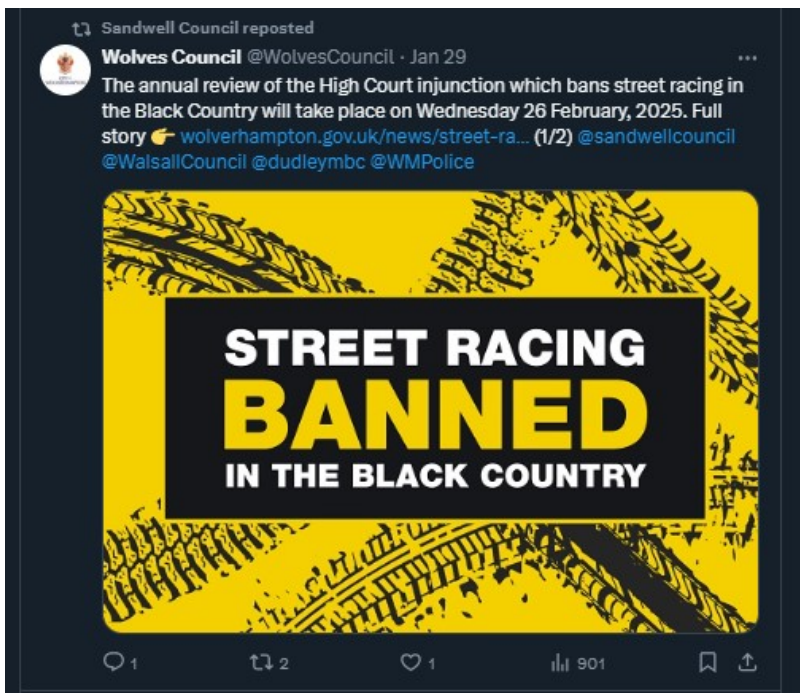 Sandwell Council reposted
Wolves Council @WolvesCouncil · Jan 29
The annual review of the High Court injunction which bans street racing in
the Black Country will take place on Wednesday 26 February, 2025. Full
story 👉 wolverhampton.gov.uk/news/street-ra... (1/2) @sandwellcouncil
@WalsallCouncil @dudleymbc @WMPolice
STREET RACING
BANNED
IN THE BLACK COUNTRY
1 2 1 901